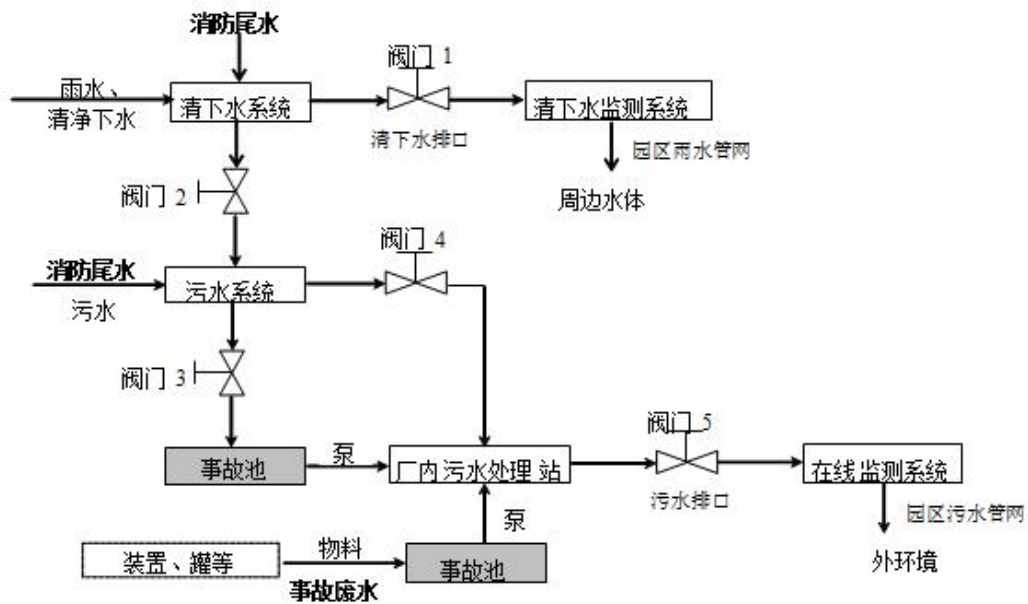 消防尾水
阀门 1
雨水、
清净下水
清下水系统
清下水监测系统
清下水排口
园区雨水管网
阀门 2
周边水体
阀门 4
消防尾水
污水系统
污水
阀门 3
阀门 5
事故池
泵
厂内污水处理 站
在线监测系统
污水排口
园区污水管网
泵
装置、罐等
物料
事故池
外环境
事故废水